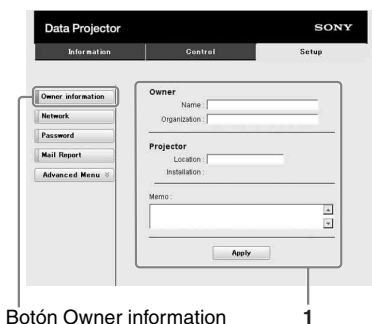 Data Projector SONY
Information Control Setup
Owner information
Network
Password
Mail Report
Advanced Menu
Owner
Name :
Organization :
Projector
Location :
Installation :
Memo :
Apply
Botón Owner information 1